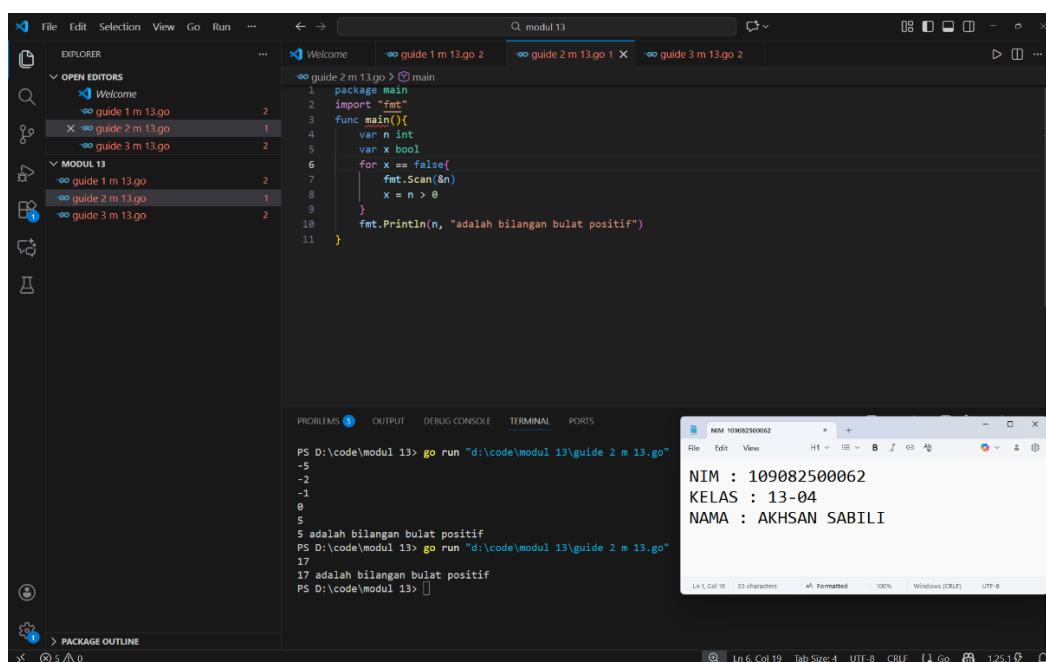 File Edit Selection View Go Run ···
modul 13
EXPLORER ···
OPEN EDITORS
Welcome
guide 1 m 13.go 2
guide 2 m 13.go 1
guide 3 m 13.go 2
MODUL 13
guide 1 m 13.go 2
guide 2 m 13.go 1
guide 3 m 13.go 2
PACKAGE OUTLINE
Welcome guide 1 m 13.go 2 guide 2 m 13.go 1 guide 3 m 13.go 2
guide 2 m 13.go > main
1 package main
2 import "fmt"
3 func main(){
4 var n int
5 var x bool
6 for x == false{
7 fmt.Scan(&n)
8 x = n > 0
9 }
10 fmt.Println(n, "adalah bilangan bulat positif")
11 }
PROBLEMS 5 OUTPUT DEBUG CONSOLE TERMINAL PORTS
PS D:\code\modul 13> go run "d:\code\modul 13\guide 2 m 13.go"
-5
-2
-1
0
5
5 adalah bilangan bulat positif
PS D:\code\modul 13> go run "d:\code\modul 13\guide 2 m 13.go"
17
17 adalah bilangan bulat positif
PS D:\code\modul 13>
NIM 109082500062
File Edit View H1 B I
NIM : 109082500062
KELAS : 13-04
NAMA : AKHSAN SABILI
Ln 1, Col 18 53 characters Formatted 100% Windows (CRLF) UTF-8
5 0 Ln 6, Col 19 Tab Size: 4 UTF-8 CRLF Go 1.25.1